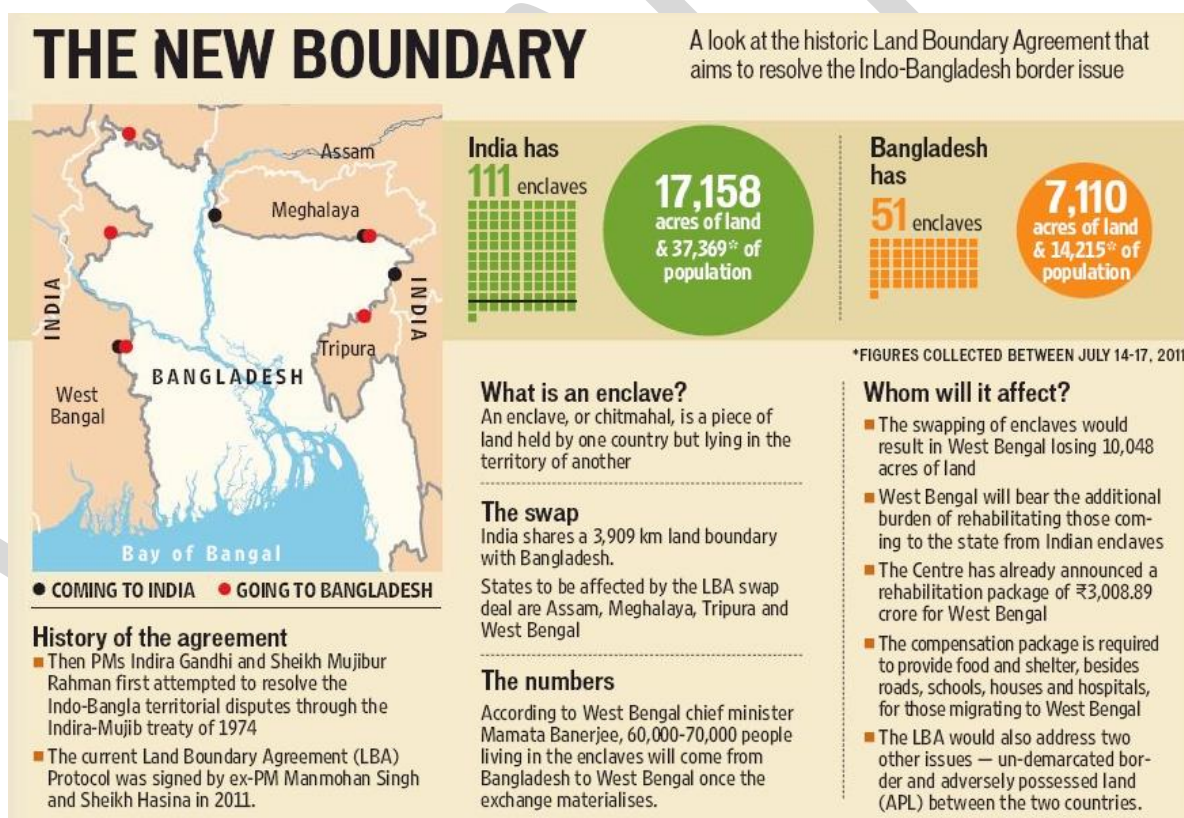 THE NEW BOUNDARY
A look at the historic Land Boundary Agreement that
aims to resolve the Indo-Bangladesh border issue
Assam
Meghalaya
INDIA
INDIA
Tripura
BANGLADESH
West
Bangal
Bay of Bangal
COMING TO INDIA
GOING TO BANGLADESH
India has
111 enclaves
17,158
acres of land
& 37,369* of
population
Bangladesh
has
51 enclaves
7,110
acres of land
& 14,215* of
population
*FIGURES COLLECTED BETWEEN JULY 14-17, 2011
History of the agreement
Then PMs Indira Gandhi and Sheikh Mujibur
Rahman first attempted to resolve the
Indo-Bangla territorial disputes through the
Indira-Mujib treaty of 1974
The current Land Boundary Agreement (LBA)
Protocol was signed by ex-PM Manmohan Singh
and Sheikh Hasina in 2011.
What is an enclave?
An enclave, or chitmahal, is a piece of
land held by one country but lying in the
territory of another
The swap
India shares a 3,909 km land boundary
with Bangladesh.
States to be affected by the LBA swap
deal are Assam, Meghalaya, Tripura and
West Bengal
The numbers
According to West Bengal chief minister
Mamata Banerjee, 60,000-70,000 people
living in the enclaves will come from
Bangladesh to West Bengal once the
exchange materialises.
Whom will it affect?
The swapping of enclaves would
result in West Bengal losing 10,048
acres of land
West Bengal will bear the additional
burden of rehabilitating those com-
ing to the state from Indian enclaves
The Centre has already announced a
rehabilitation package of ₹3,008.89
crore for West Bengal
The compensation package is required
to provide food and shelter, besides
roads, schools, houses and hospitals,
for those migrating to West Bengal
The LBA would also address two
other issues — un-demarcated bor-
der and adversely possessed land
(APL) between the two countries.